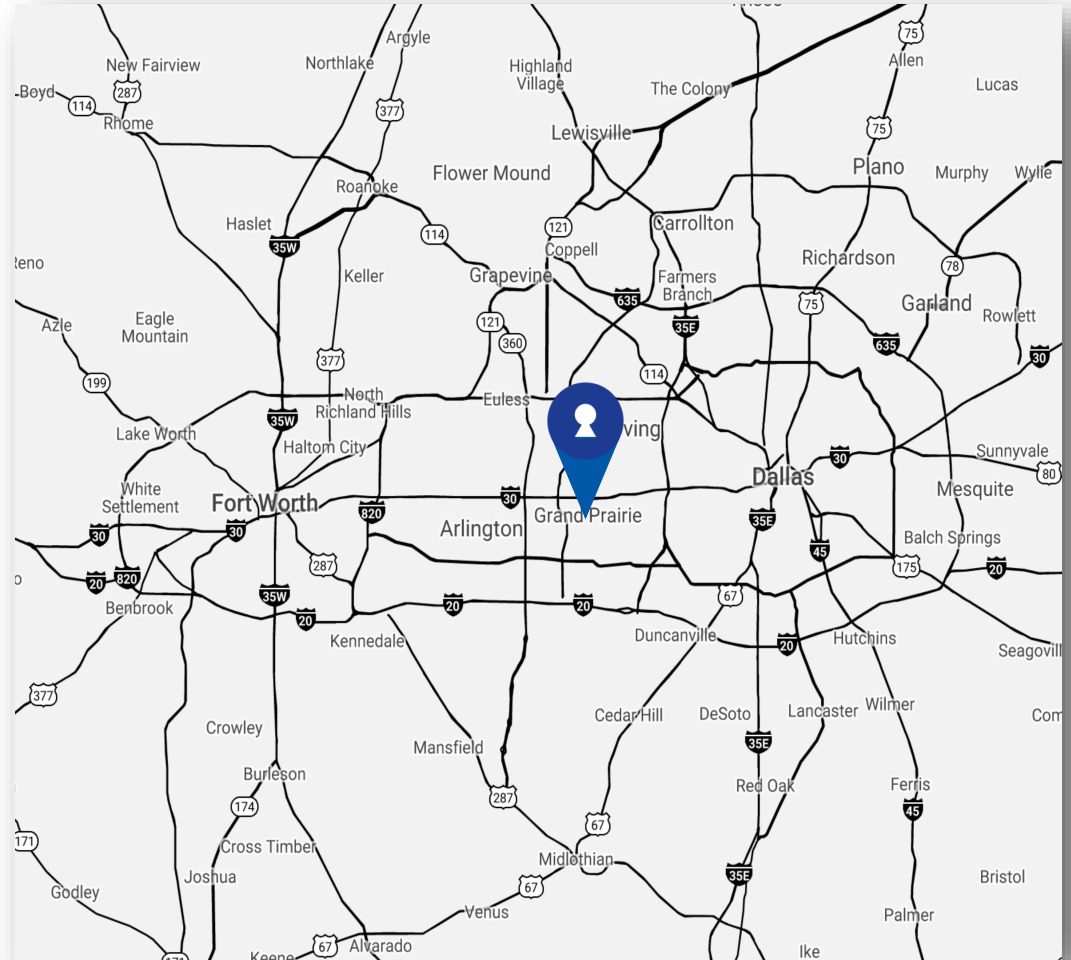 Argyle
75
New Fairview
Northlake
Highland
Village
Allen
Boyd
114
287
377
The Colony
Lucas
Rhome
Lewisville
75
Roanoke
Flower Mound
Plano
Murphy
Wylie
Haslet
35W
114
121
Carrollton
Coppell
Richardson
78
Keller
Grapevine
Farmers
Branch
635
75
Garland
Rowlett
Azle
Eagle
Mountain
121
360
35E
635
30
377
199
114
North
Richland Hills
Euless
35W
Lake Worth
Haltom City
ving
30
Sunnyvale
80
White
Settlement
Fort Worth
820
30
Dallas
Mesquite
30
30
Arlington
Grand Prairie
35E
45
Balch Springs
287
175
20
820
20
Benbrook
35W
20
20
20
67
Kennedale
Duncanville
20
Hutchins
Seagovill
377
Crowley
Mansfield
Cedar Hill
DeSoto
Lancaster
Wilmer
Com
35E
Burleson
287
Red Oak
Ferris
174
67
45
171
Cross Timber
Midlothian
Joshua
67
35E
Bristol
Godley
Venus
Palmer
67
Alvarado
Ike
Keene